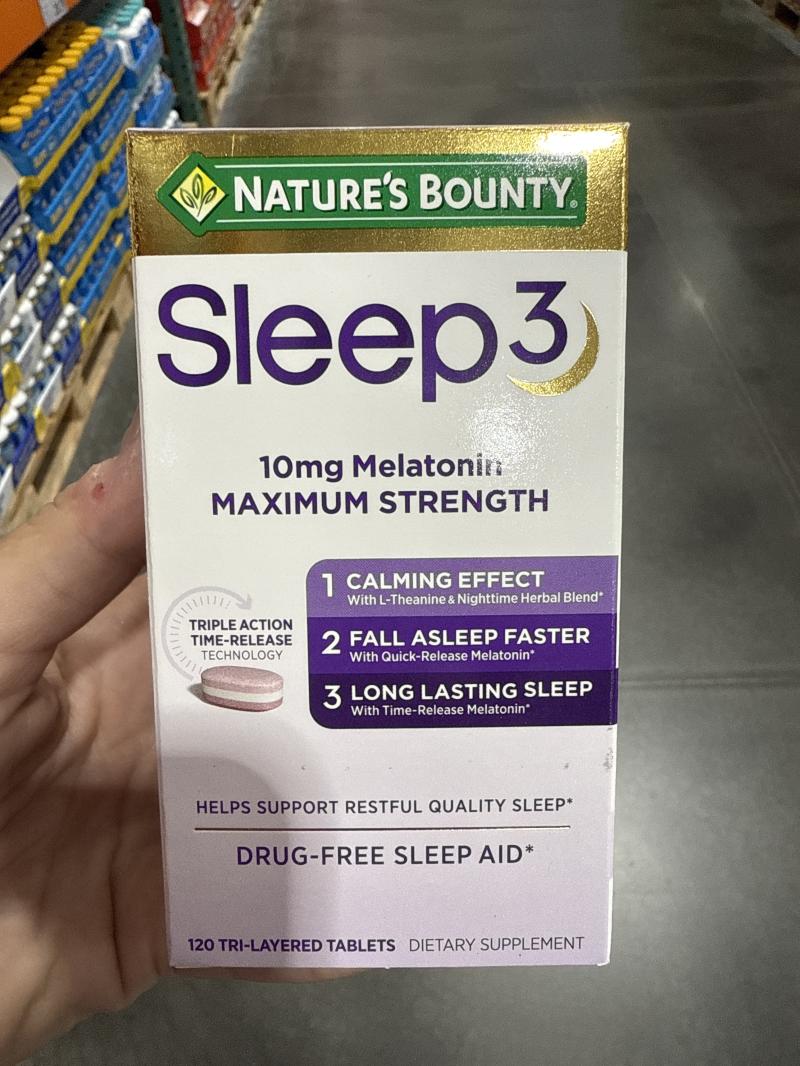 NATURE'S BOUNTY®
Sleep3
10mg Melatonin
MAXIMUM STRENGTH
1 CALMING EFFECT
With L-Theanine & Nighttime Herbal Blend*
TRIPLE ACTION
TIME-RELEASE
TECHNOLOGY
2 FALL ASLEEP FASTER
With Quick-Release Melatonin*
3 LONG LASTING SLEEP
With Time-Release Melatonin*
HELPS SUPPORT RESTFUL QUALITY SLEEP*
DRUG-FREE SLEEP AID*
120 TRI-LAYERED TABLETS DIETARY SUPPLEMENT